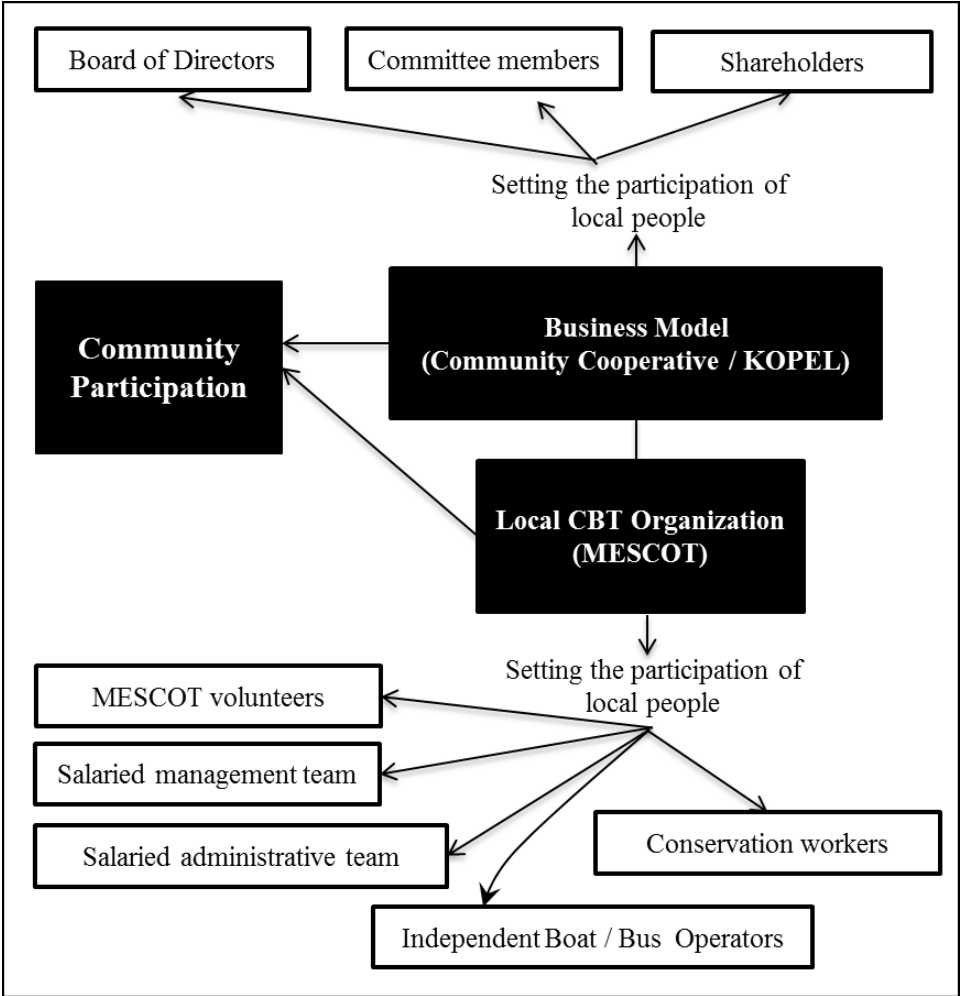 Board of Directors
Committee members
Shareholders
Setting the participation of
local people
Community
Participation
Business Model
(Community Cooperative / KOPEL)
Local CBT Organization
(MESCOT)
Setting the participation of
local people
MESCOT volunteers
Salaried management team
Salaried administrative team
Conservation workers
Independent Boat / Bus Operators